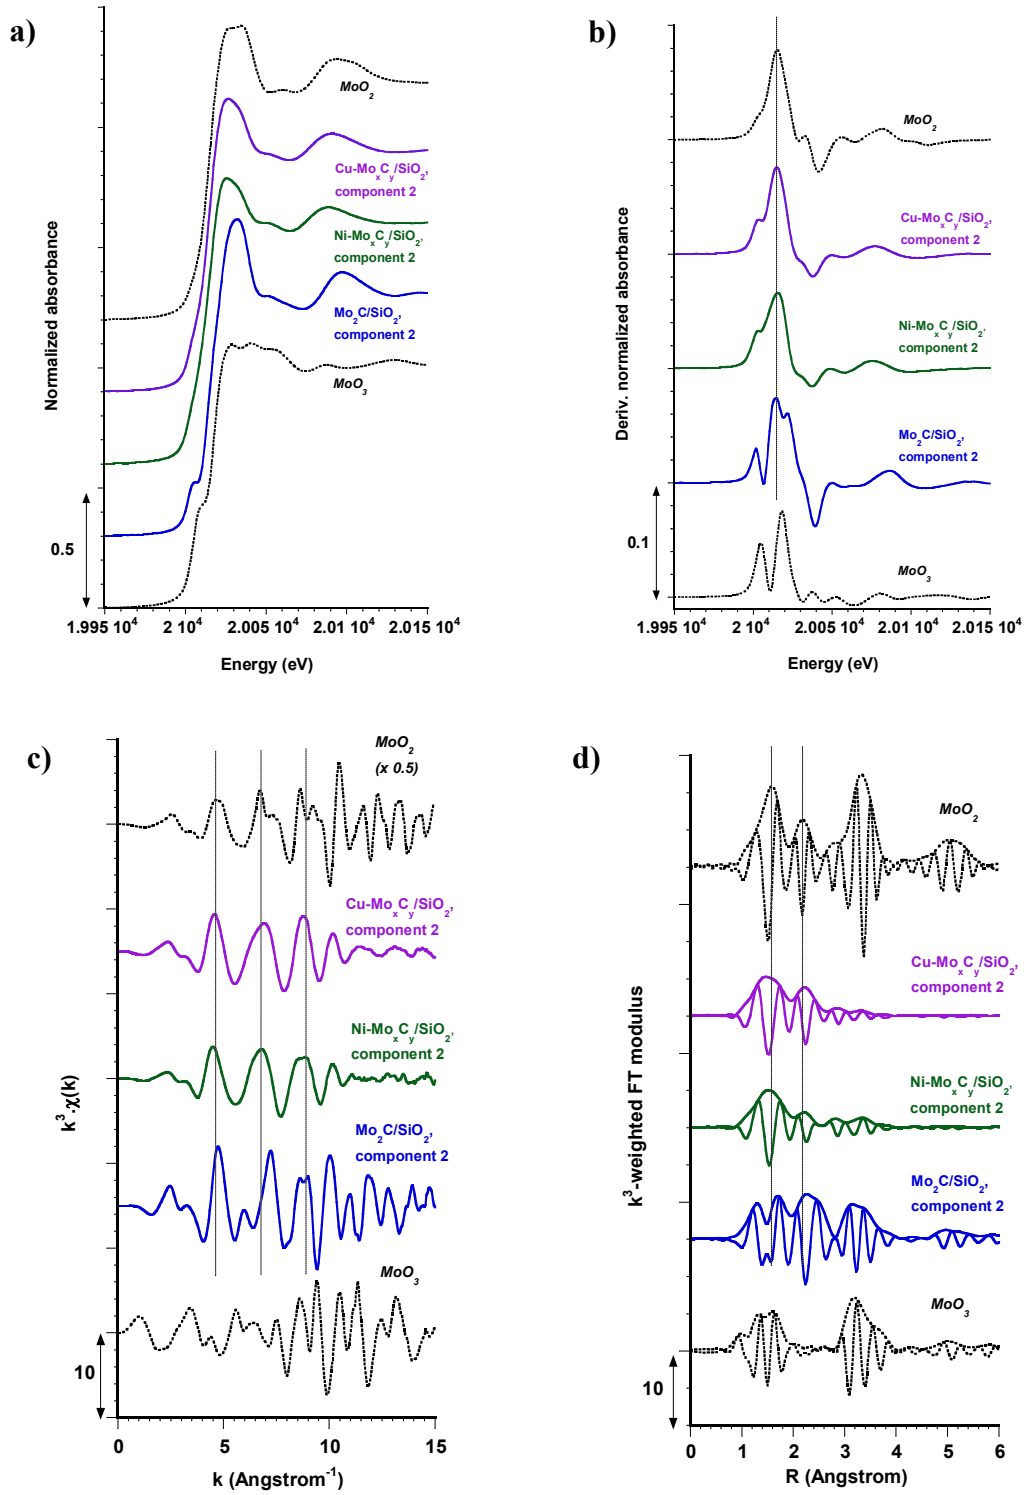 a)
MoO2
Cu-MoxCy/SiO2,
component 2
Ni-MoxCy/SiO2,
component 2
Mo2C/SiO2,
component 2
MoO3
Normalized absorbance
0.5
1.995 10^4
2 10^4
2.005 10^4
2.01 10^4
2.015 10^4
Energy (eV)
b)
MoO2
Cu-MoxCy/SiO2,
component 2
Ni-MoxCy/SiO2,
component 2
Mo2C/SiO2,
component 2
MoO3
Deriv. normalized absorbance
0.1
1.995 10^4
2 10^4
2.005 10^4
2.01 10^4
2.015 10^4
Energy (eV)
c)
MoO2
(x 0.5)
Cu-MoxCy/SiO2,
component 2
Ni-MoxCy/SiO2,
component 2
Mo2C/SiO2,
component 2
MoO3
k^3.χ(k)
10
0
5
10
15
k (Angstrom^-1)
d)
MoO2
Cu-MoxCy/SiO2,
component 2
Ni-MoxCy/SiO2,
component 2
Mo2C/SiO2,
component 2
MoO3
k^3-weighted FT modulus
10
0
1
2
3
4
5
6
R (Angstrom)